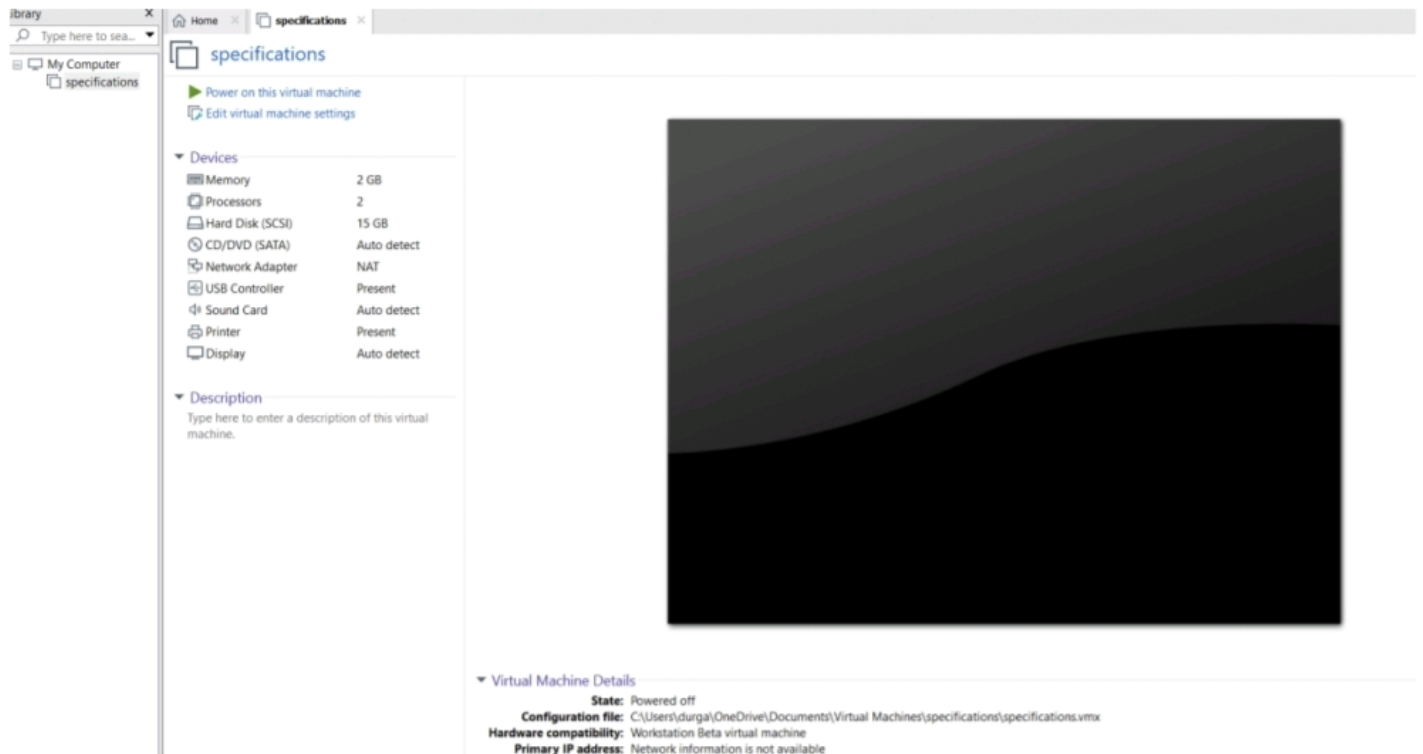 ibrary X
Type here to sea...
My Computer
specifications
Home × specifications ×
specifications
Power on this virtual machine
Edit virtual machine settings
Devices
Memory 2 GB
Processors 2
Hard Disk (SCSI) 15 GB
CD/DVD (SATA) Auto detect
Network Adapter NAT
USB Controller Present
Sound Card Auto detect
Printer Present
Display Auto detect
Description
Type here to enter a description of this virtual
machine.
Virtual Machine Details
State: Powered off
Configuration file: C:\Users\durga\OneDrive\Documents\Virtual Machines\specifications\specifications.vmx
Hardware compatibility: Workstation Beta virtual machine
Primary IP address: Network information is not available